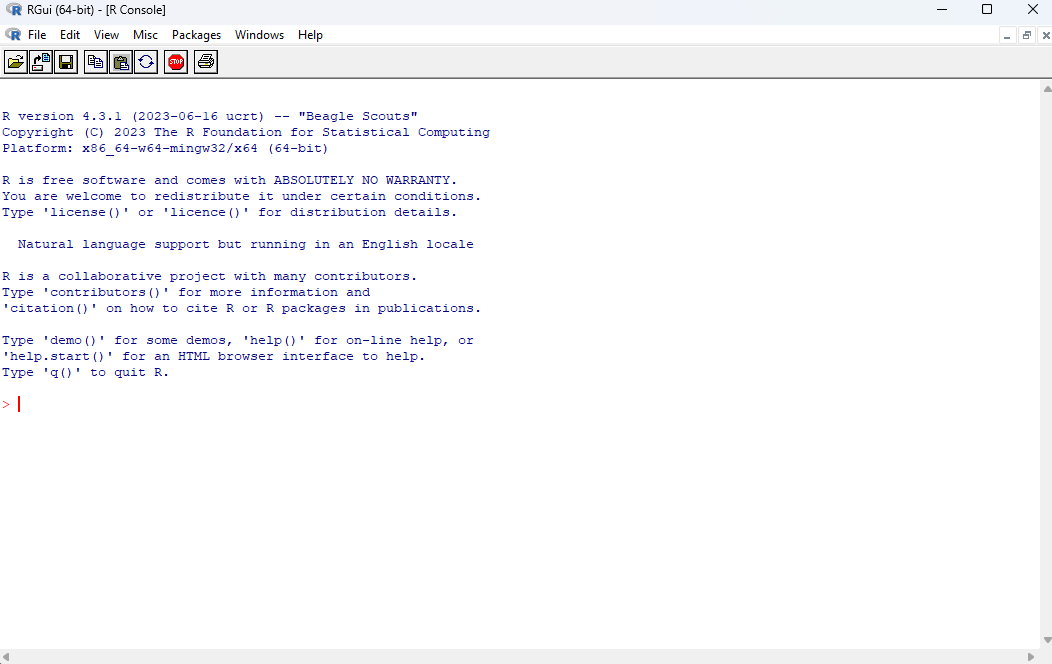 RGui (64-bit) - [R Console]
File Edit View Misc Packages Windows Help
STOP
R version 4.3.1 (2023-06-16 ucrt) -- "Beagle Scouts"
Copyright (C) 2023 The R Foundation for Statistical Computing
Platform: x86_64-w64-mingw32/x64 (64-bit)
R is free software and comes with ABSOLUTELY NO WARRANTY.
You are welcome to redistribute it under certain conditions.
Type 'license()' or 'licence()' for distribution details.
Natural language support but running in an English locale
R is a collaborative project with many contributors.
Type 'contributors()' for more information and
'citation()' on how to cite R or R packages in publications.
Type 'demo()' for some demos, 'help()' for on-line help, or
'help.start()' for an HTML browser interface to help.
Type 'q()' to quit R.
>